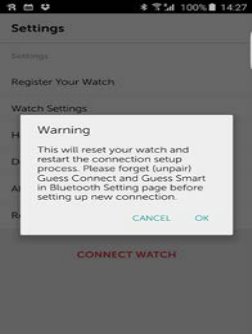 100% 14:27
Settings
Settings
Register Your Watch
Watch Settings
Warning
This will reset your watch and
restart the connection setup
process. Please forget (unpair)
Guess Connect and Guess Smart
in Bluetooth Setting page before
setting up new connection.
CANCEL OK
CONNECT WATCH